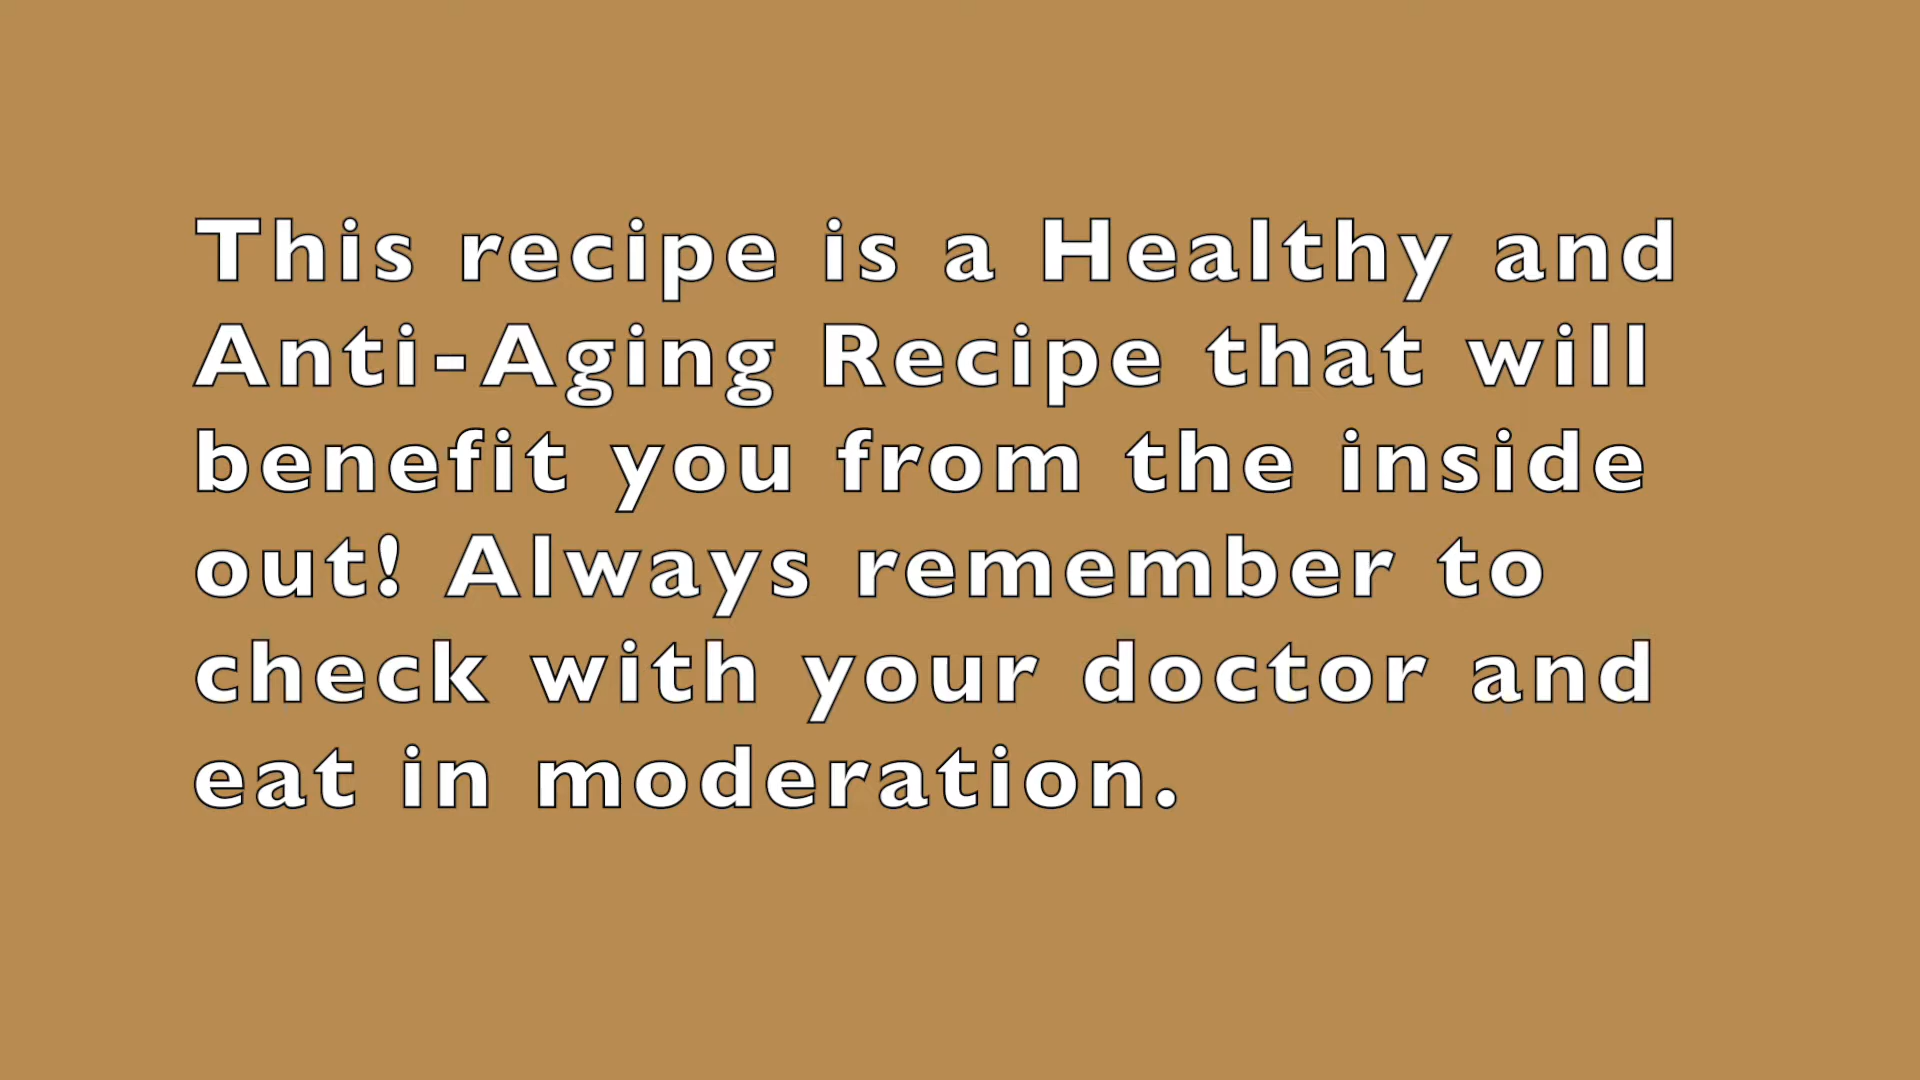 This recipe is a Healthy and
Anti-Aging Recipe that will
benefit you from the inside
out! Always remember to
check with your doctor and
eat in moderation.